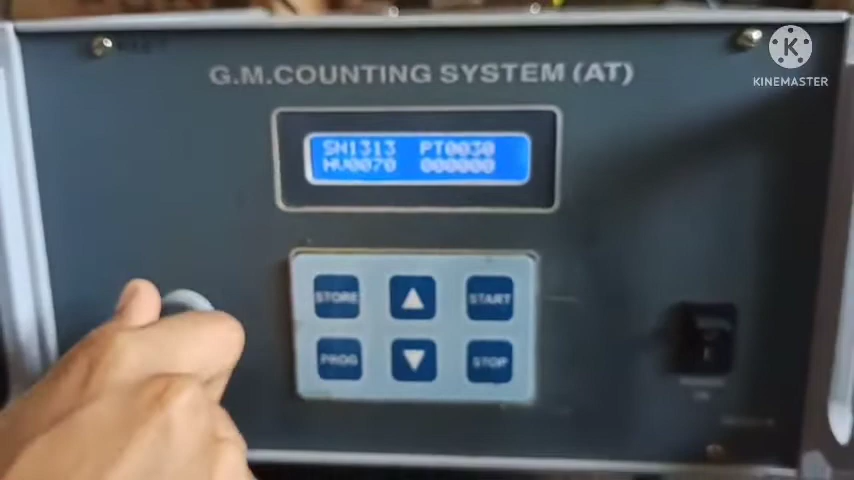 G.M.COUNTING SYSTEM (AT)
K
KINEMASTER
SN1313 PT0030
HV0070 000000
STORE
START
PROG
STOP